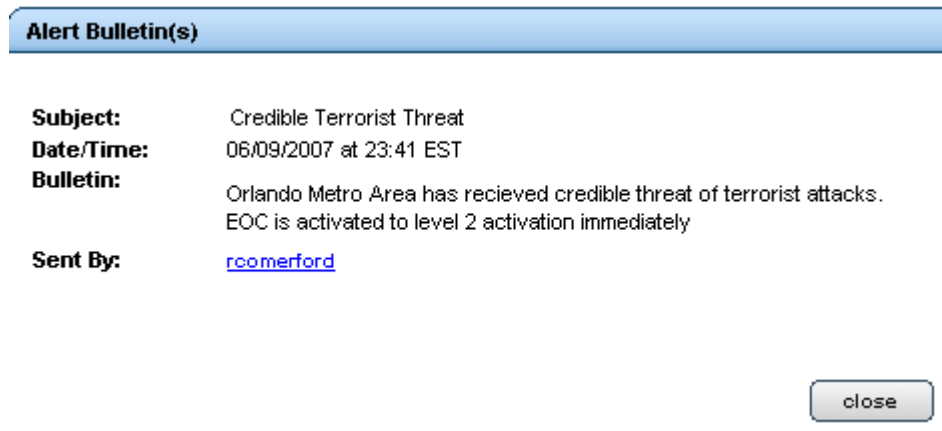 Alert Bulletin(s)
Subject: Credible Terrorist Threat
Date/Time: 06/09/2007 at 23:41 EST
Bulletin: Orlando Metro Area has recieved credible threat of terrorist attacks.
EOC is activated to level 2 activation immediately
Sent By: rcomerford
close